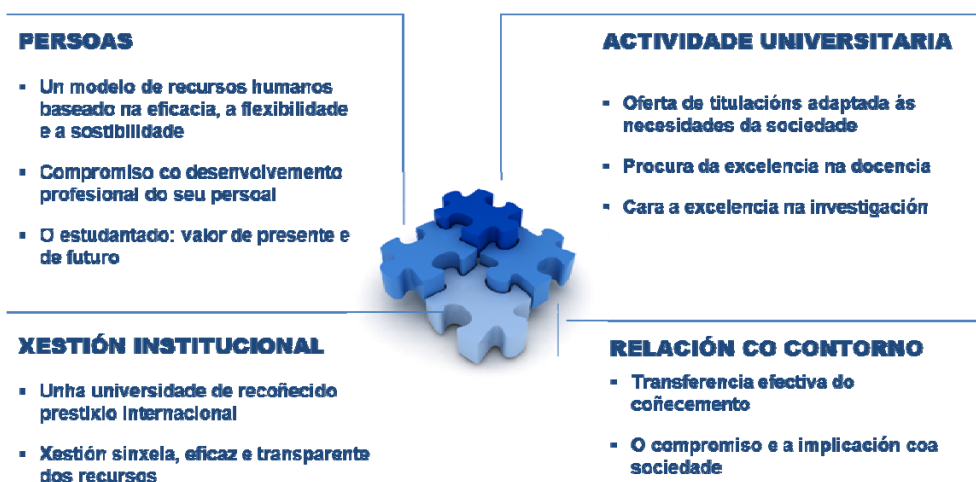 PERSOAS
▪ Un modelo de recursos humanos
baseado na eficacia, a flexibilidade
e a sostibilidade
▪ Compromiso co desenvolvemento
profesional do seu persoal
▪ O estudantado: valor de presente e
de futuro
ACTIVIDADE UNIVERSITARIA
▪ Oferta de titulacións adaptada ás
necesidades da sociedade
▪ Procura da excelencia na docencia
▪ Cara a excelencia na investigación
XESTIÓN INSTITUCIONAL
▪ Unha universidade de recoñecido
prestixio internacional
▪ Xestión sinxela, eficaz e transparente
dos recursos
RELACIÓN CO CONTORNO
▪ Transferencia efectiva do
coñecemento
▪ O compromiso e a implicación coa
sociedade